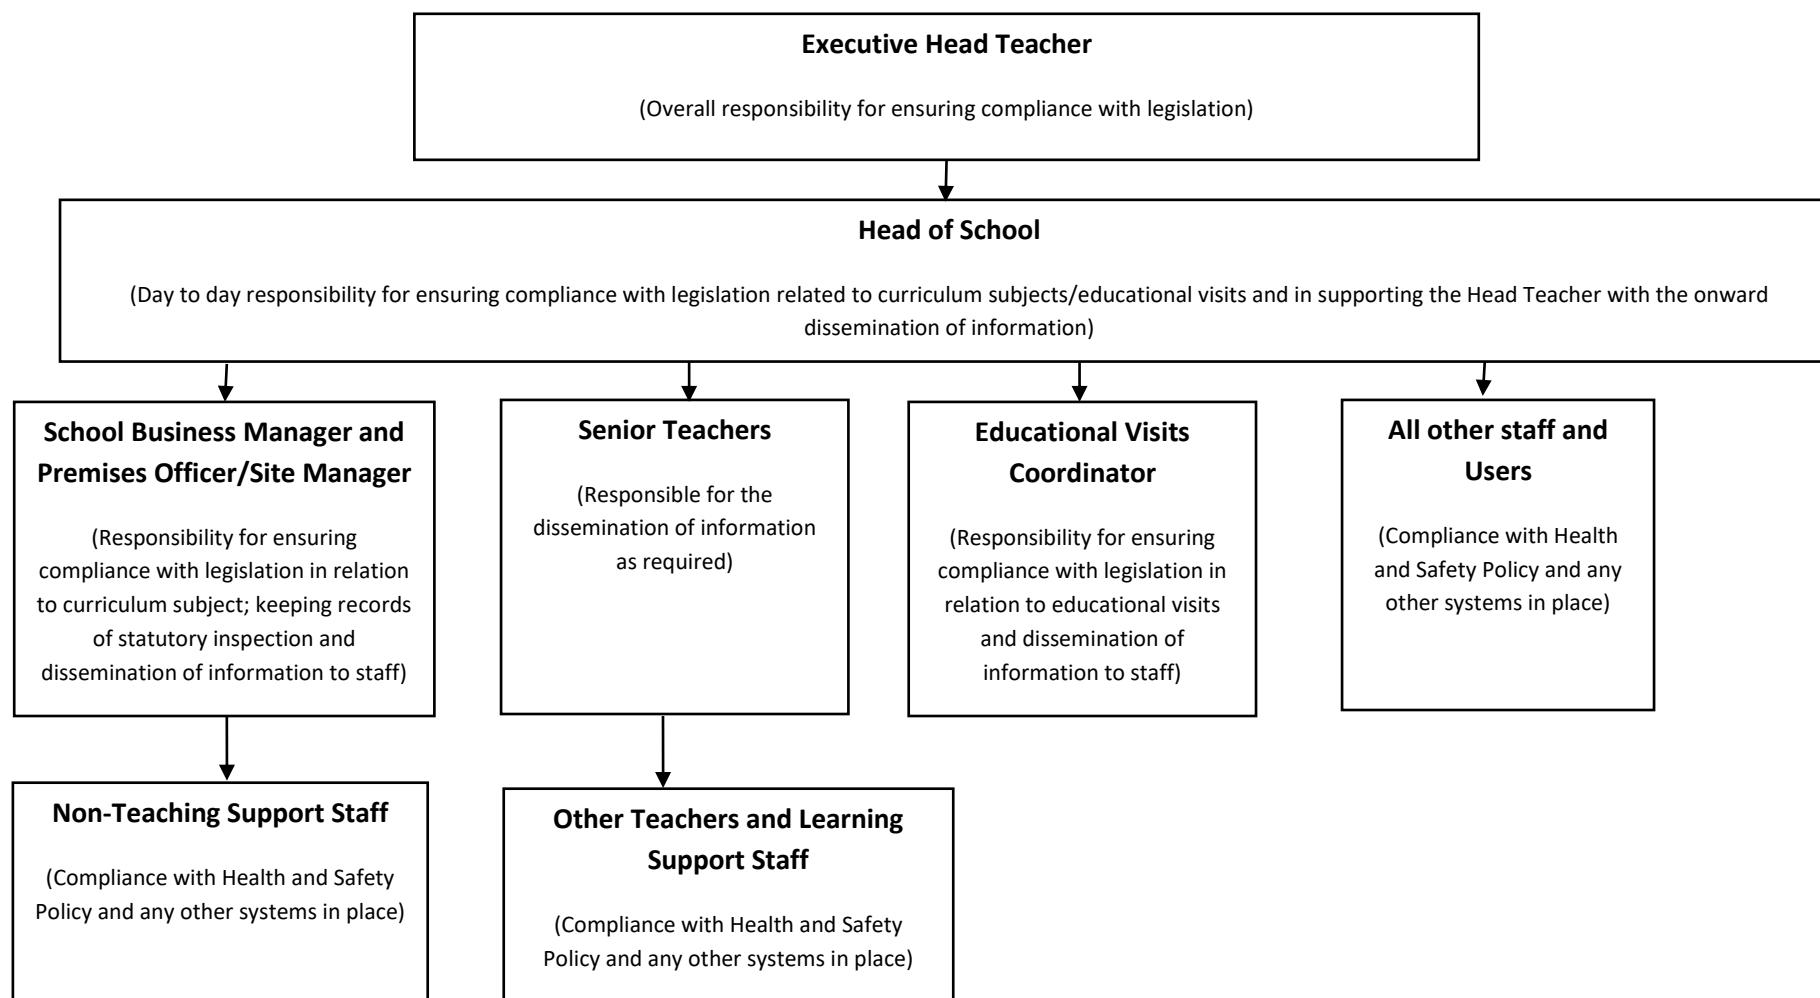 Executive Head Teacher
(Overall responsibility for ensuring compliance with legislation)
Head of School
(Day to day responsibility for ensuring compliance with legislation related to curriculum subjects/educational visits and in supporting the Head Teacher with the onward
dissemination of information)
School Business Manager and
Premises Officer/Site Manager
(Responsibility for ensuring
compliance with legislation in relation
to curriculum subject; keeping records
of statutory inspection and
dissemination of information to staff)
Senior Teachers
(Responsible for the
dissemination of information
as required)
Educational Visits
Coordinator
(Responsibility for ensuring
compliance with legislation in
relation to educational visits
and dissemination of
information to staff)
All other staff and
Users
(Compliance with Health
and Safety Policy and any
other systems in place)
Non-Teaching Support Staff
(Compliance with Health and Safety
Policy and any other systems in place)
Other Teachers and Learning
Support Staff
(Compliance with Health and Safety
Policy and any other systems in place)